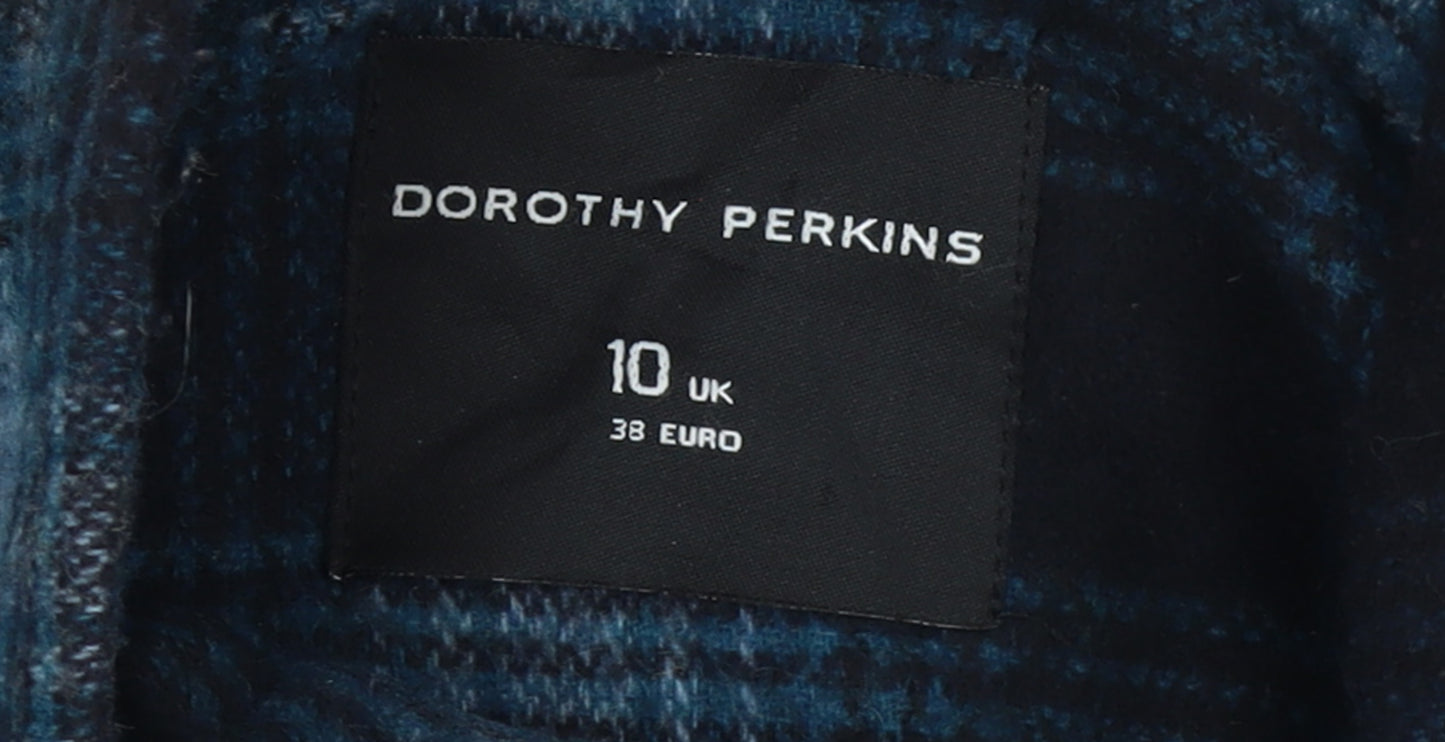 DOROTHY PERKINS
10 UK
38 EURO